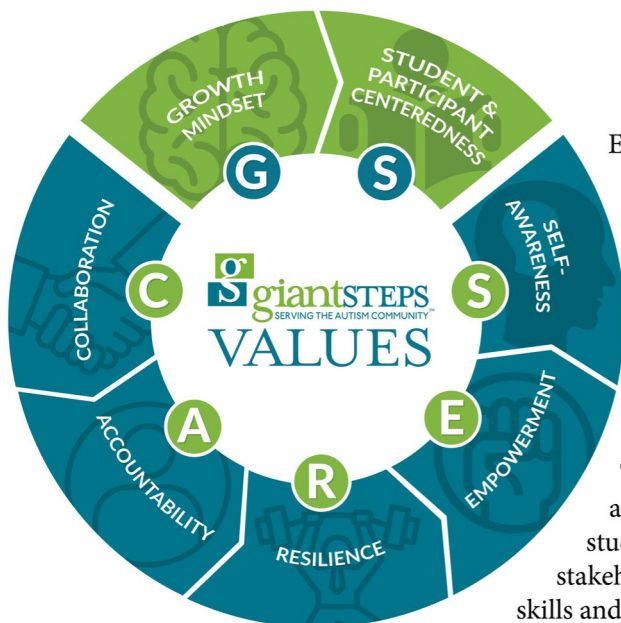 GROWTH
MINDSET
STUDENT &
PARTICIPANT
CENTEREDNESS
SELF-
AWARENESS
EMPOWERMENT
RESILIENCE
ACCOUNTABILITY
COLLABORATION
G
S
S
E
R
A
C
g
giantSTEPS
SERVING THE AUTISM COMMUNITY
VALUES
E
a
stud
stakeh
skills and